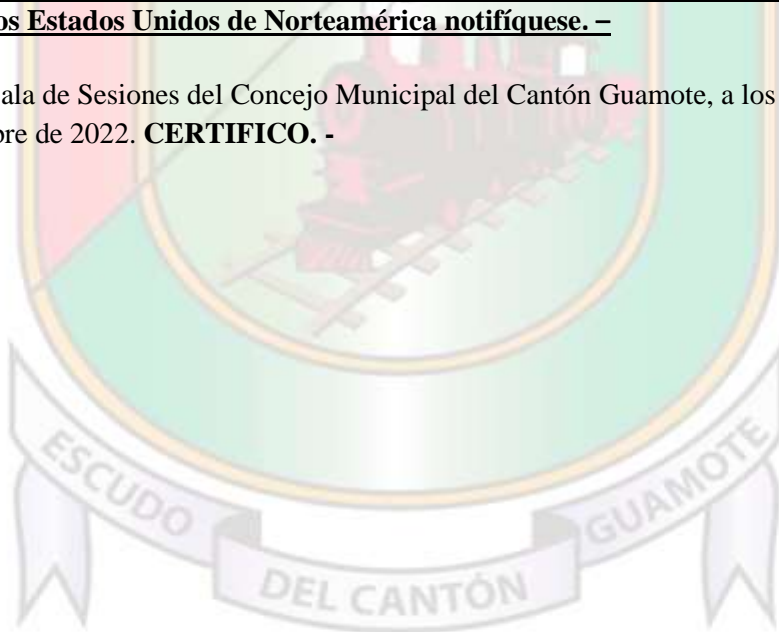 os Estados Unidos de Norteamérica notifíquese. –
ala de Sesiones del Concejo Municipal del Cantón Guamote, a los
bre de 2022. CERTIFICO. -
ESCUDO
DEL CANTÓN
GUAMOTE